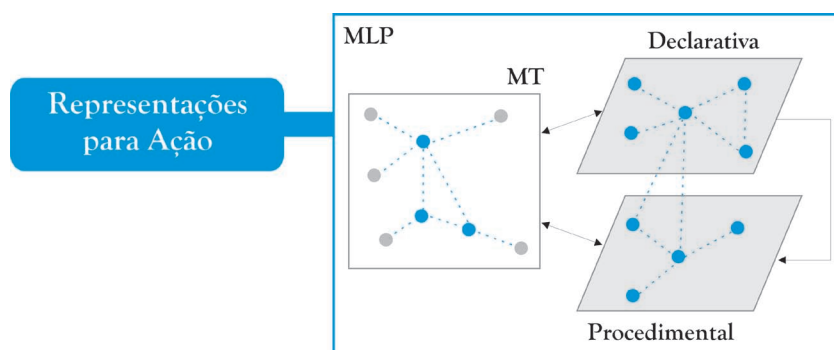 MLP
Declarativa
MT
Representações
para Ação
Procedimental